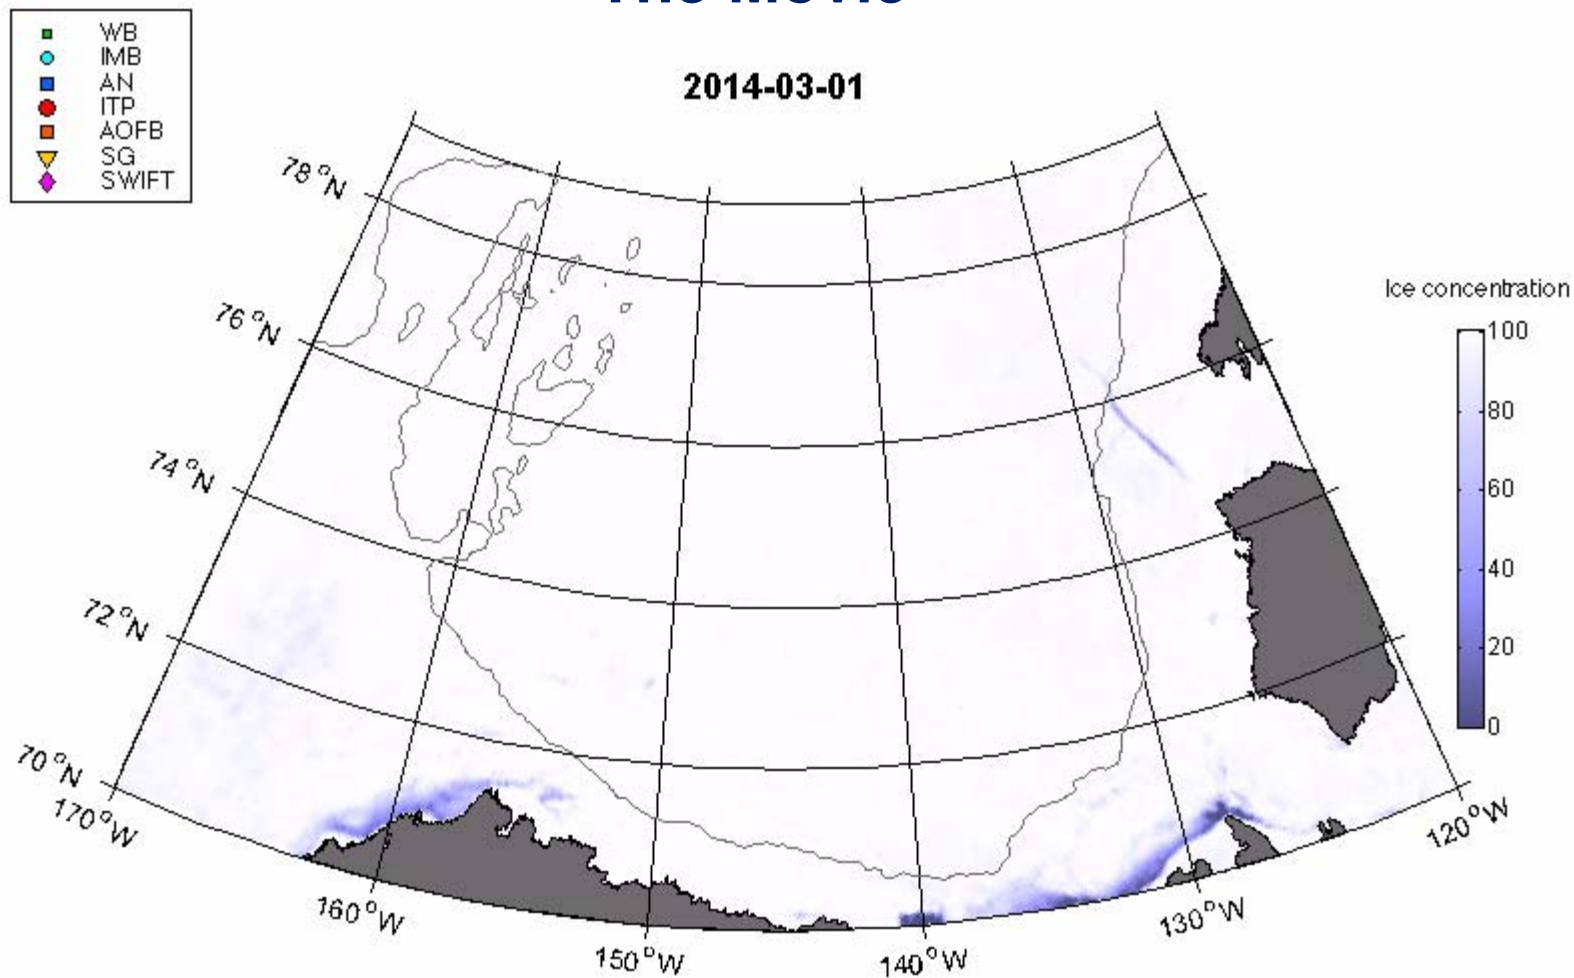 WB
IMB
AN
ITP
AOFB
SG
SWIFT
2014-03-01
78°N
76°N
74°N
72°N
70°N
170°W
160°W
150°W
140°W
130°W
120°W
Ice concentration
100
80
60
40
20
0